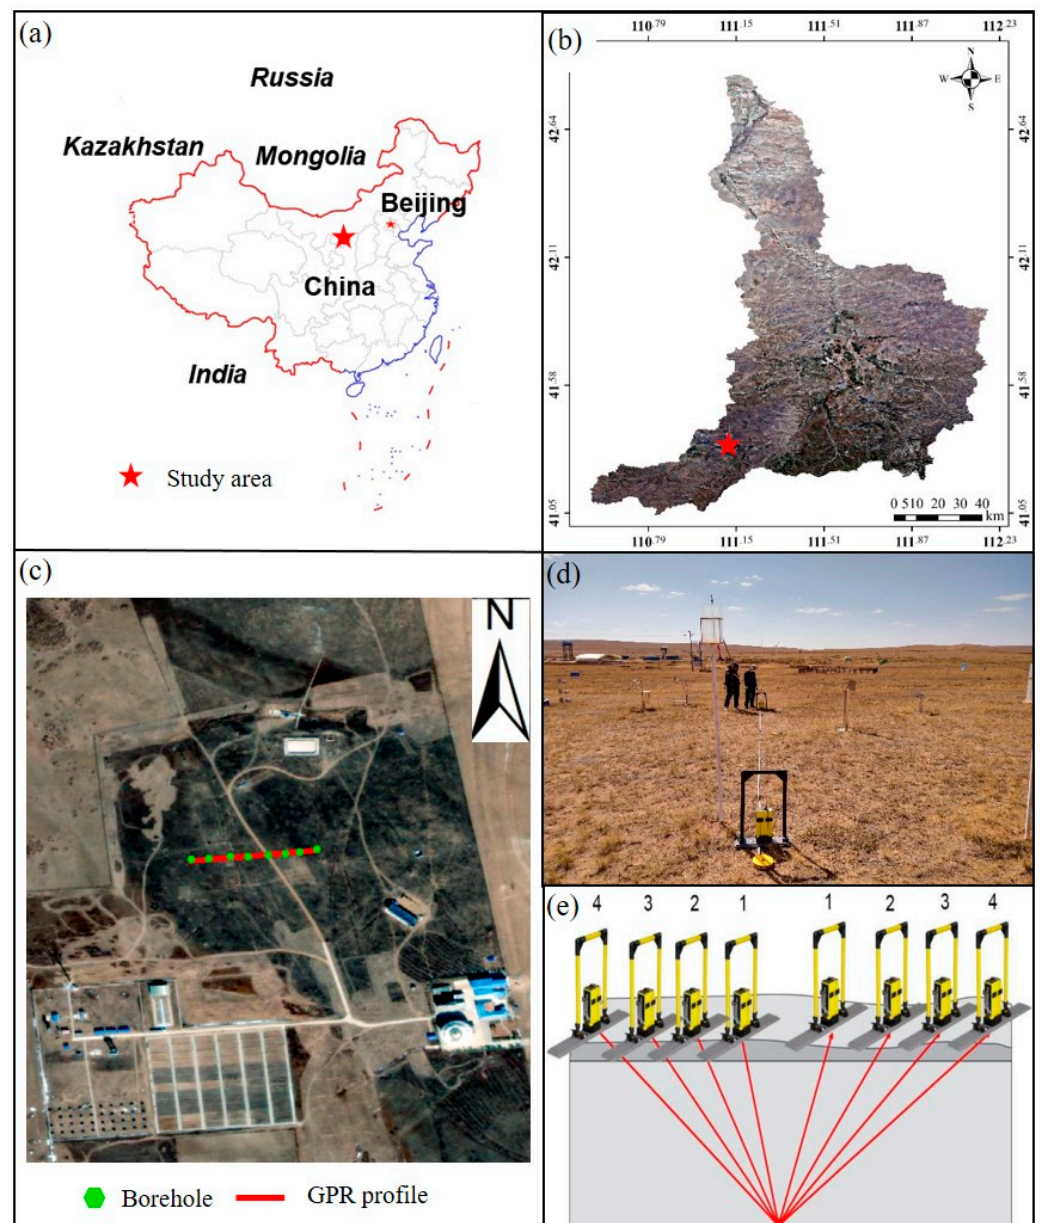 (a)
Russia
Kazakhstan
Mongolia
Beijing
China
India
Study area
(b)
110.79 111.15 111.51 111.87 112.23
N
W E
S
42.64 42.64
42.11 42.11
41.58 41.58
41.05 41.05
0 510 20 30 40
km
110.79 111.15 111.51 111.87 112.23
(c)
N
Borehole GPR profile
(d)
(e)
4 3 2 1 1 2 3 4